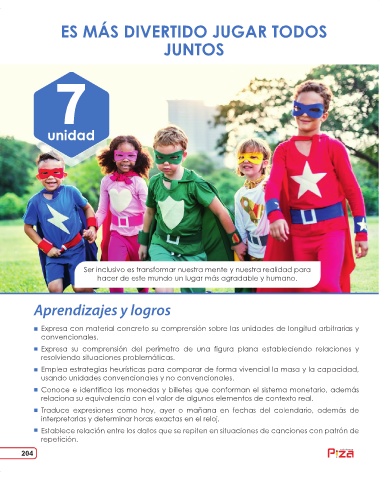 ES MÁS DIVERTIDO JUGAR TODOS
JUNTOS
7
unidad
Ser inclusivo es transformar nuestra mente y nuestra realidad para
hacer de este mundo un lugar más agradable y humano.
Aprendizajes y logros
Expresa con material concreto su comprensión sobre las unidades de longitud arbitrarias y
convencionales.
Expresa su comprensión del perímetro de una figura plana estableciendo relaciones y
resolviendo situaciones problemáticas.
Emplea estrategias heurísticas para comparar de forma vivencial la masa y la capacidad,
usando unidades convencionales y no convencionales.
Conoce e identifica las monedas y billetes que conforman el sistema monetario, además
relaciona su equivalencia con el valor de algunos elementos de contexto real.
Traduce expresiones como hoy, ayer o mañana en fechas del calendario, además de
interpretarlas y determinar horas exactas en el reloj.
Establece relación entre los datos que se repiten en situaciones de canciones con patrón de
repetición.
204
Pizā